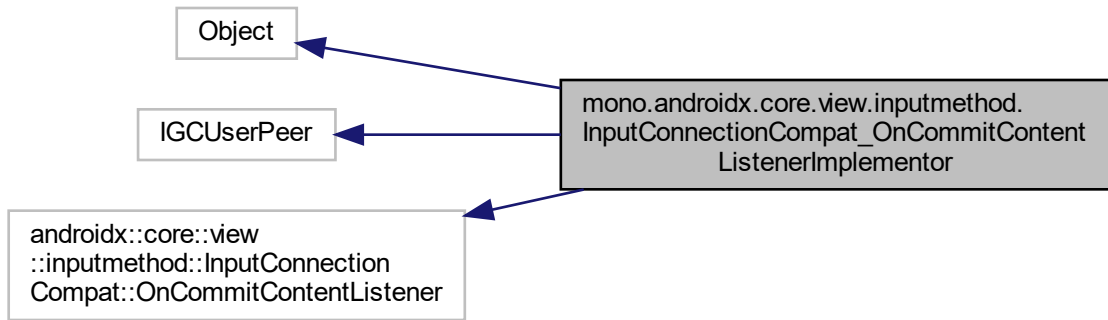 Object
IGCUserPeer
androidx::core::view
::inputmethod::InputConnection
Compat::OnCommitContentListener
mono.androidx.core.view.inputmethod.
InputConnectionCompat_OnCommitContent
ListenerImplementor